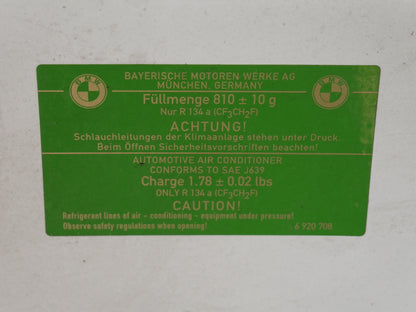 BMW BMW
BAYERISCHE MOTOREN WERKE AG
MÜNCHEN, GERMANY
Füllmenge 810 ± 10 g
Nur R 134 a (CF3CH2F)
ACHTUNG!
Schlauchleitungen der Klimaanlage stehen unter Druck.
Beim Öffnen Sicherheitsvorschriften beachten!
AUTOMOTIVE AIR CONDITIONER
CONFORMS TO SAE J639
Charge 1.78 ± 0.02 lbs
ONLY R 134 a (CF3CH2F)
CAUTION!
Refrigerant lines of air - conditioning - equipment under pressure!
Observe safety regulations when opening! 6 920 708